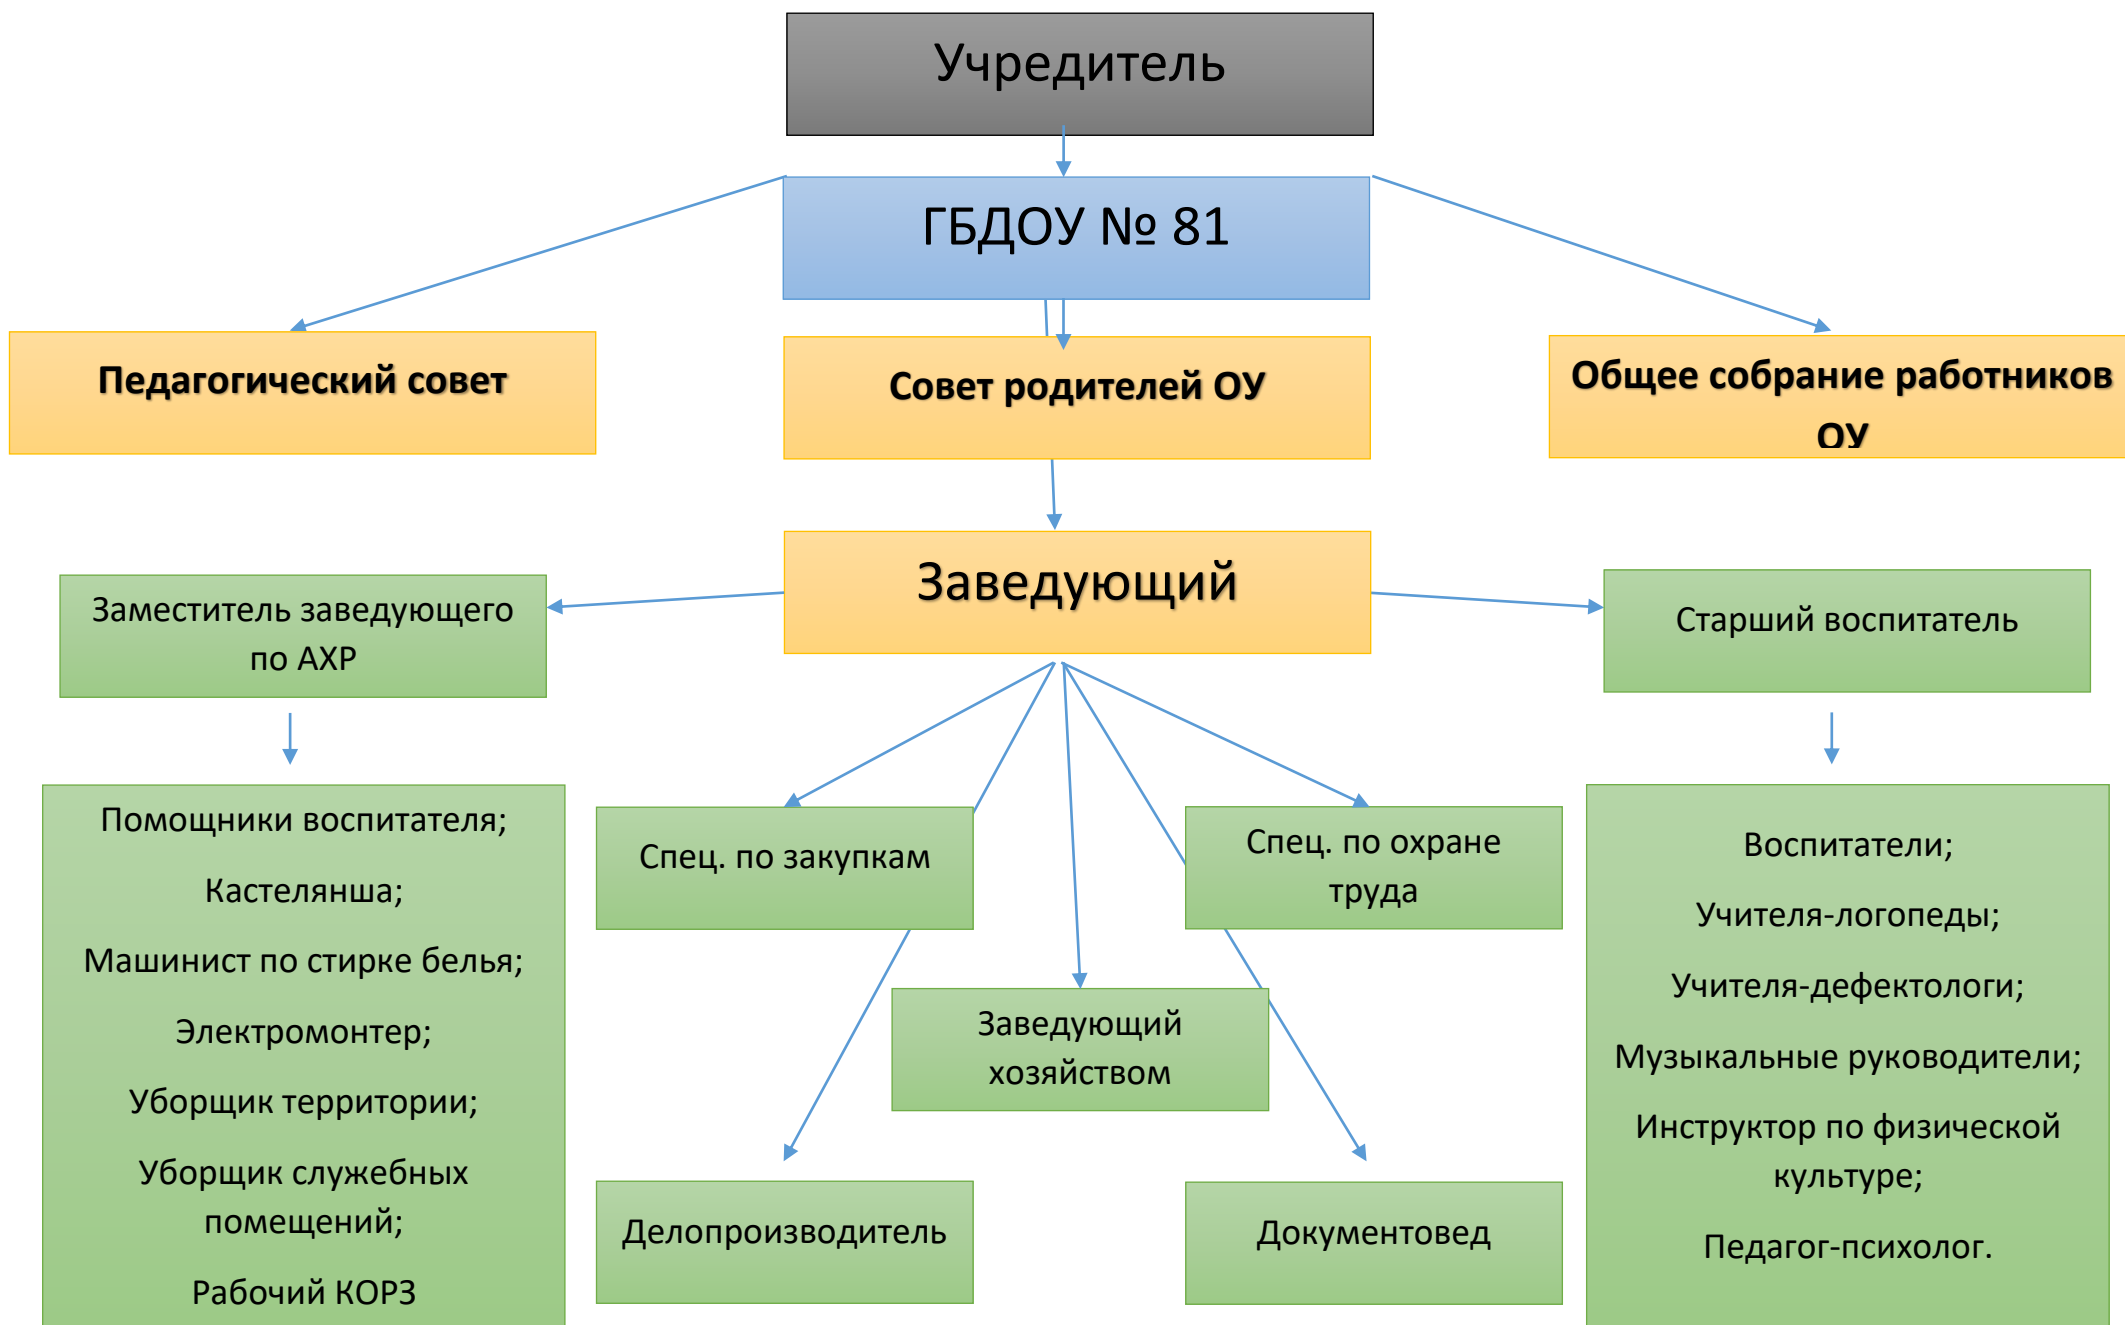 Учредитель
ГБДОУ № 81
Педагогический совет
Совет родителей ОУ
Общее собрание работников
ОУ
Заведующий
Заместитель заведующего
по АХР
Старший воспитатель
Помощники воспитателя;
Кастелянша;
Машинист по стирке белья;
Электромонтер;
Уборщик территории;
Уборщик служебных
помещений;
Рабочий КОРЗ
Спец. по закупкам
Спец. по охране
труда
Заведующий
хозяйством
Делопроизводитель
Документовед
Воспитатели;
Учителя-логопеды;
Учителя-дефектологи;
Музыкальные руководители;
Инструктор по физической
культуре;
Педагог-психолог.